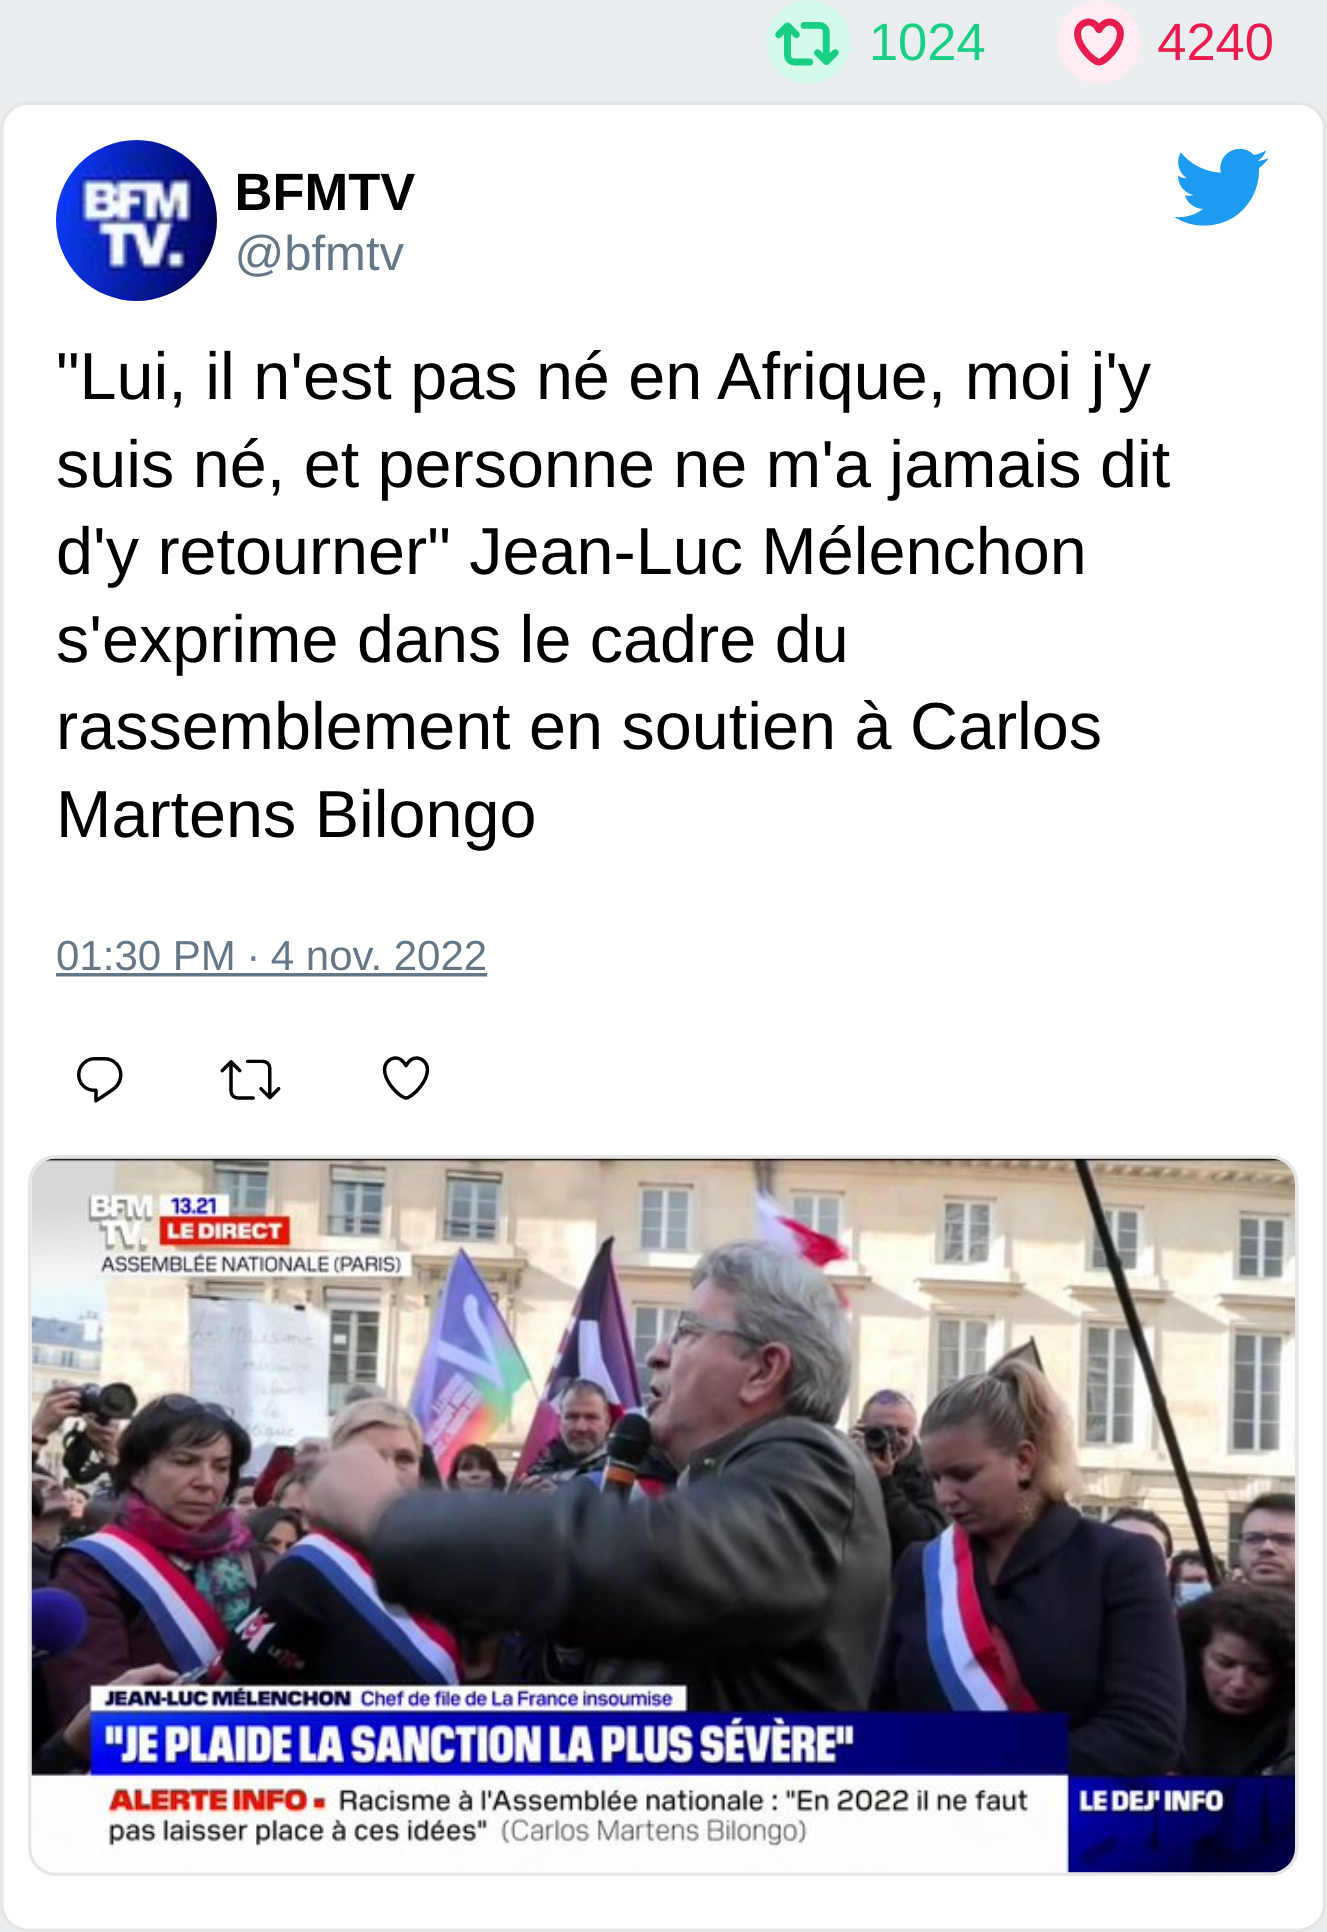 1024 4240
BFM
TV.
BFMTV
@bfmtv
"Lui, il n'est pas né en Afrique, moi j'y
suis né, et personne ne m'a jamais dit
d'y retourner" Jean-Luc Mélenchon
s'exprime dans le cadre du
rassemblement en soutien à Carlos
Martens Bilongo
01:30 PM · 4 nov. 2022
BFM 13.21
TV. LE DIRECT
ASSEMBLÉE NATIONALE (PARIS)
JEAN-LUC MÉLENCHON Chef de file de La France insoumise
"JE PLAIDE LA SANCTION LA PLUS SÉVÈRE"
ALERTE INFO ▪ Racisme à l'Assemblée nationale : "En 2022 il ne faut
pas laisser place à ces idées" (Carlos Martens Bilongo)
LE DEJ' INFO